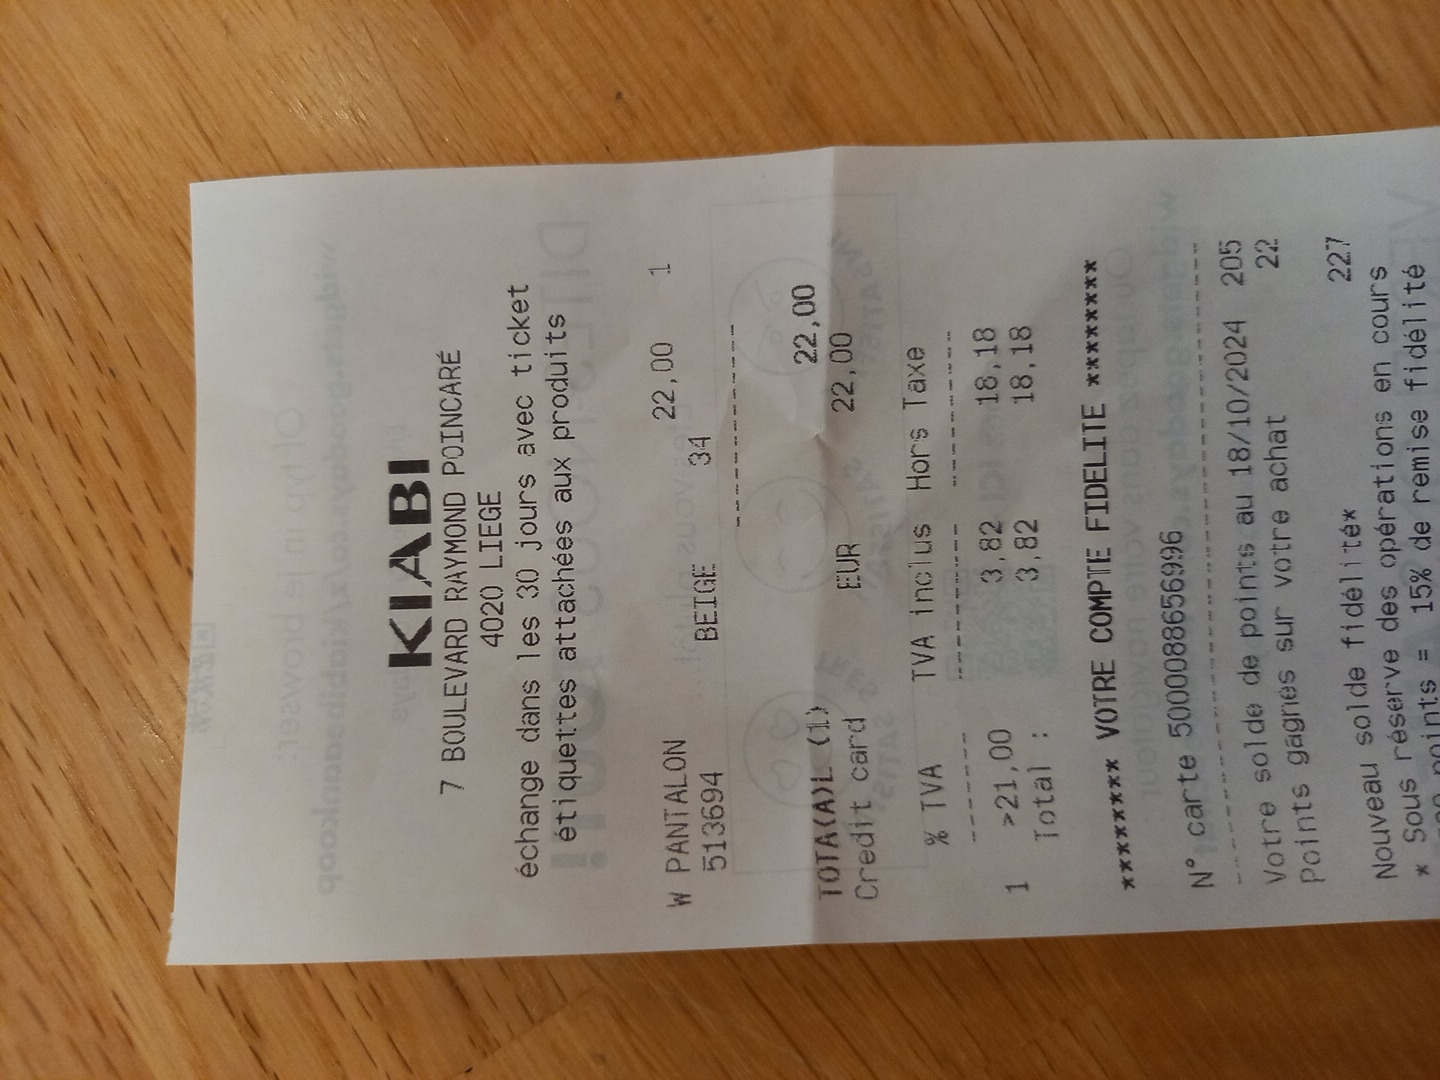 KIABI
7 BOULEVARD RAYMOND POINCARÉ
4020 LIEGE
échange dans les 30 jours avec ticket
étiquettes attachées aux produits
W PANTALON 22,00 1
513694 BEIGE 34
--------------
TOTA(A)L (1) 22,00
Credit card EUR 22,00
% TVA TVA inclus Hors Taxe
------- ----------- -----------
1 >21,00 3,82 18,18
Total : 3,82 18,18
******** VOTRE COMPTE FIDELITE ********
N° carte 5000088656996
----------------------------------------
Votre solde de points au 18/10/2024 205
Points gagnés sur votre achat 22
Nouveau solde fidélité* 227
* Sous réserve des opérations en cours
points = 15% de remise fidélité